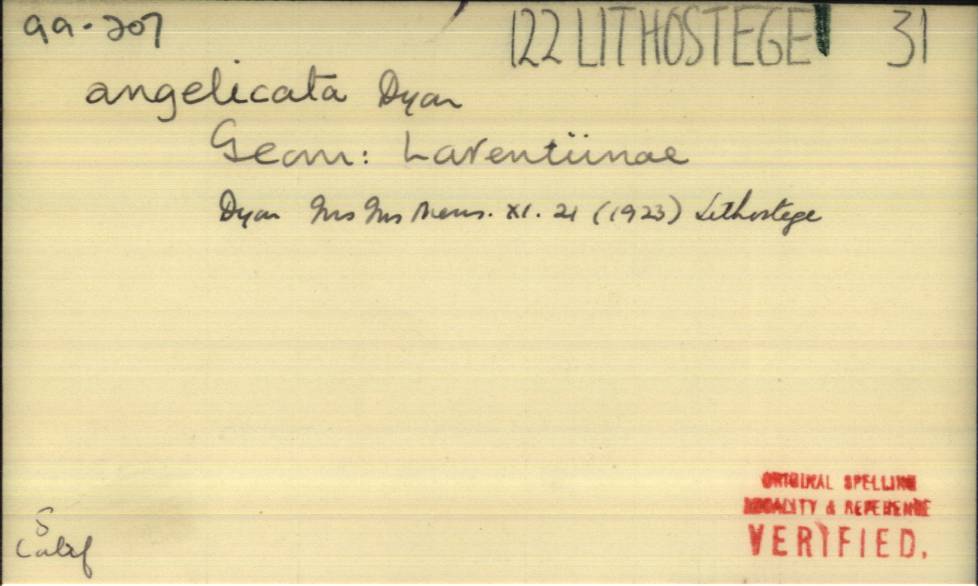 99-207
122 LITHOSTEGE 31
angelicata Dyar
Geom: Larentiinae
Dyar Ins Ins Mens. XI. 21 (1923) Lithostege
S
Calif
ORIGINAL SPELLING
LOCALITY & REFERENCE
VERIFIED.